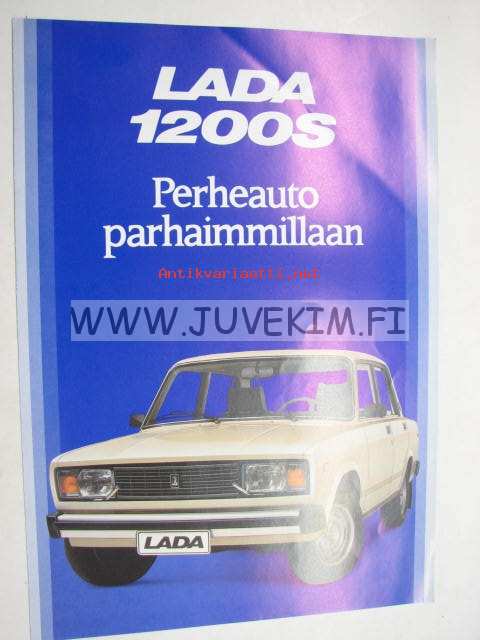 LADA
1200S
Perheauto
parhaimmillaan
Antikvariaatti.net
WWW.JUVEKIM.FI
LADA